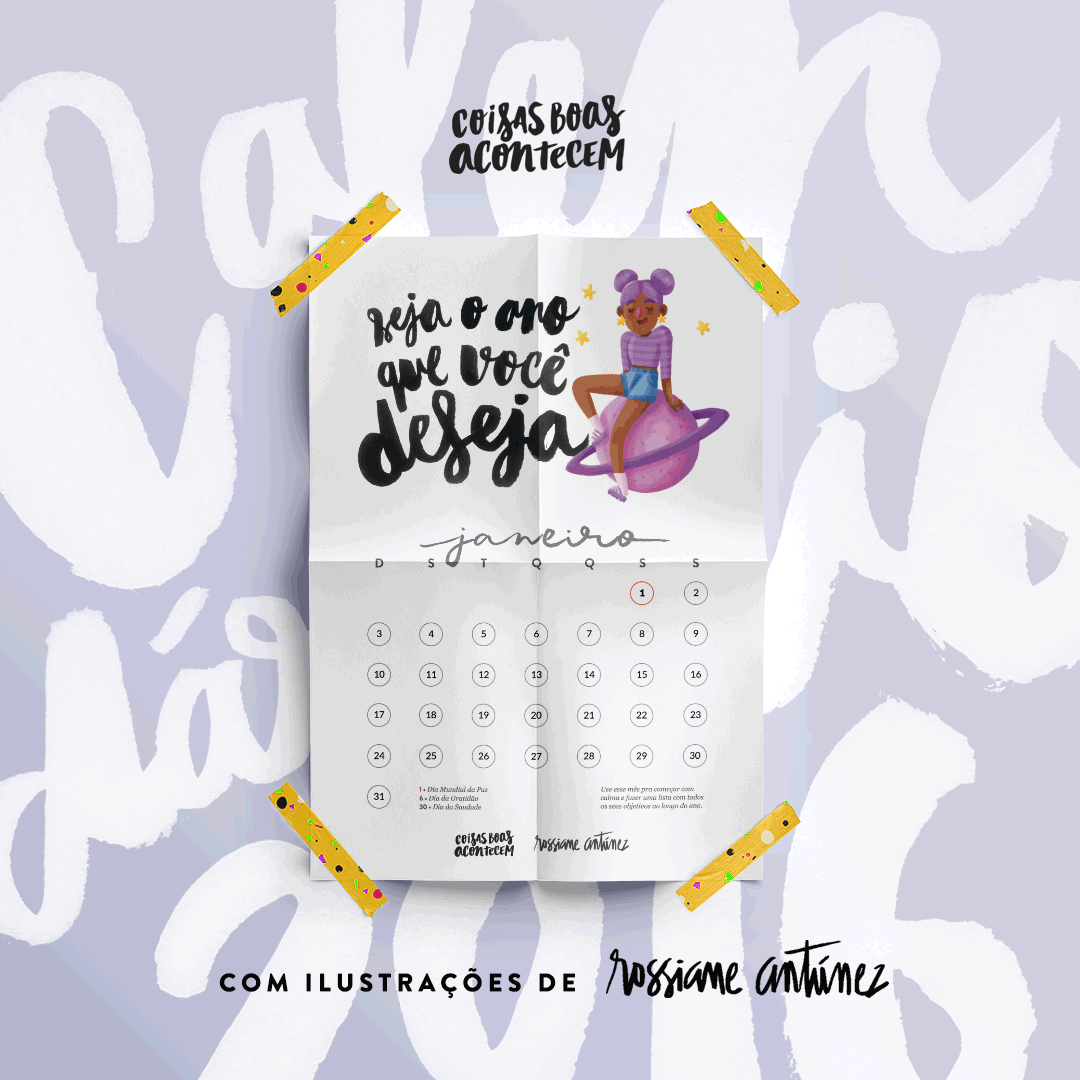 COISAS BOAS
ACONTECEM
seja o ano
que você
deseja
janeiro
D S T Q Q S S
1 2
3 4 5 6 7 8 9
10 11 12 13 14 15 16
17 18 19 20 21 22 23
24 25 26 27 28 29 30
31
1 • Dia Mundial da Paz
6 • Dia da Gratidão
30 • Dia da Saudade
Use esse mês pra começar com
calma e fazer uma lista com todos
os seus objetivos ao longo do ano.
COISAS BOAS
ACONTECEM
rossiane antúnez
COM ILUSTRAÇÕES DE rossiane antúnez